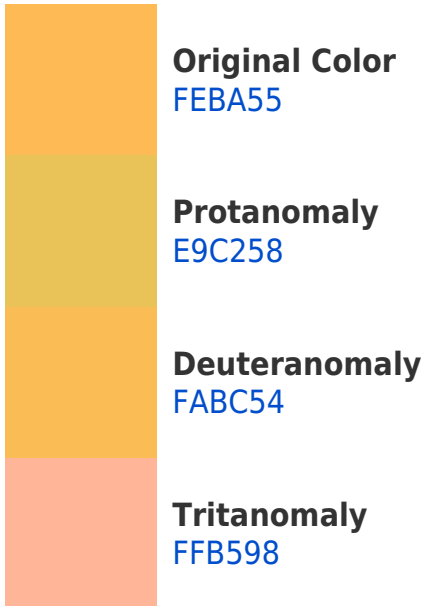 Original Color
FEBA55
Protanomaly
E9C258
Deuteranomaly
FABC54
Tritanomaly
FFB598